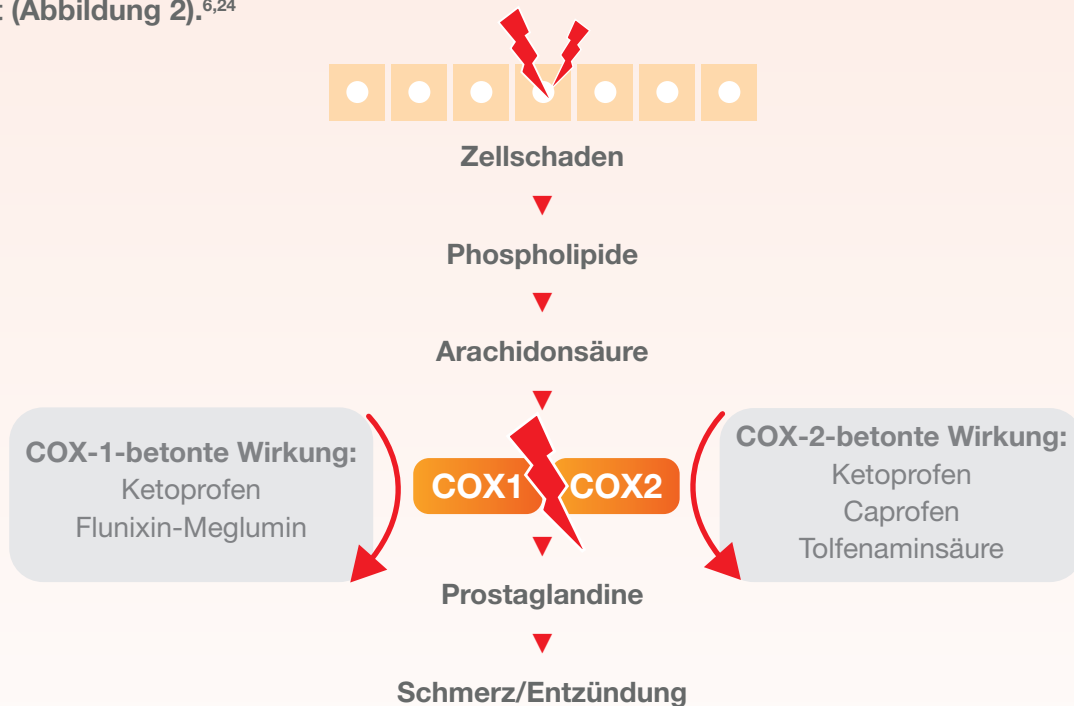 t (Abbildung 2).6,24
Zellschaden
Phospholipide
Arachidonsäure
COX-1-betonte Wirkung:
Ketoprofen
Flunixin-Meglumin
COX1 COX2
COX-2-betonte Wirkung:
Ketoprofen
Caprofen
Tolfenaminsäure
Prostaglandine
Schmerz/Entzündung